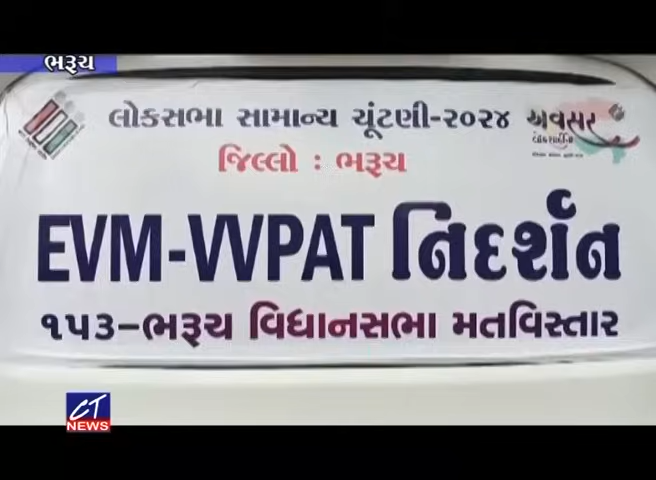 ભરૂચ
લોકસભા સામાન્ય ચૂંટણી-૨૦૨૪
અવસર
જિલ્લો : ભરૂચ
EVM-VVPAT નિદર્શન
૧૫૩-ભરૂચ વિધાનસભા મતવિસ્તાર
CT
NEWS